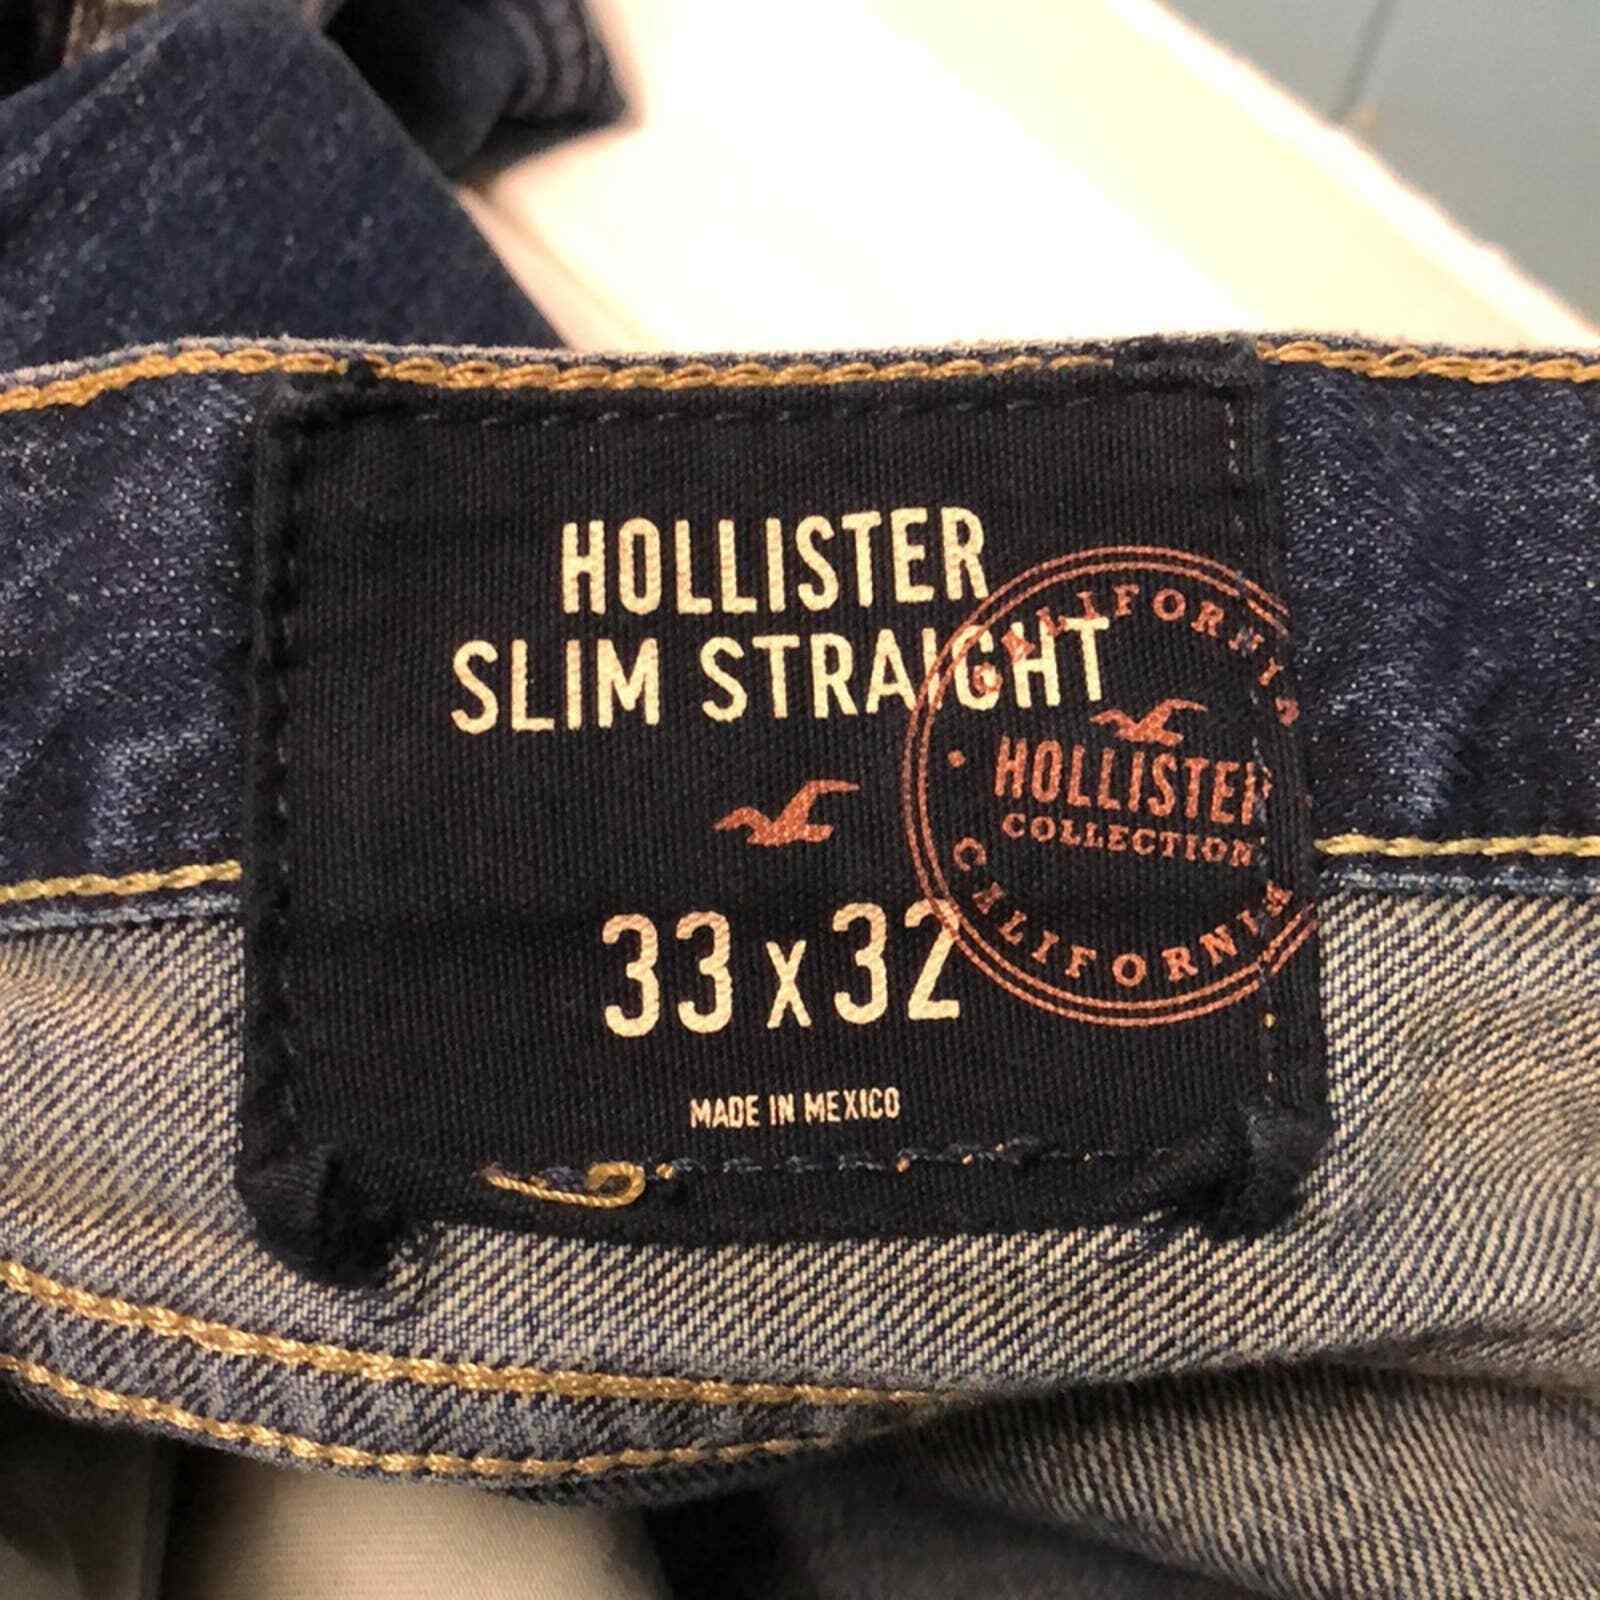 HOLLISTER
SLIM STRAIGHT
CALIFORNIA
HOLLISTER
COLLECTION
CALIFORNIA
33 x 32
MADE IN MEXICO